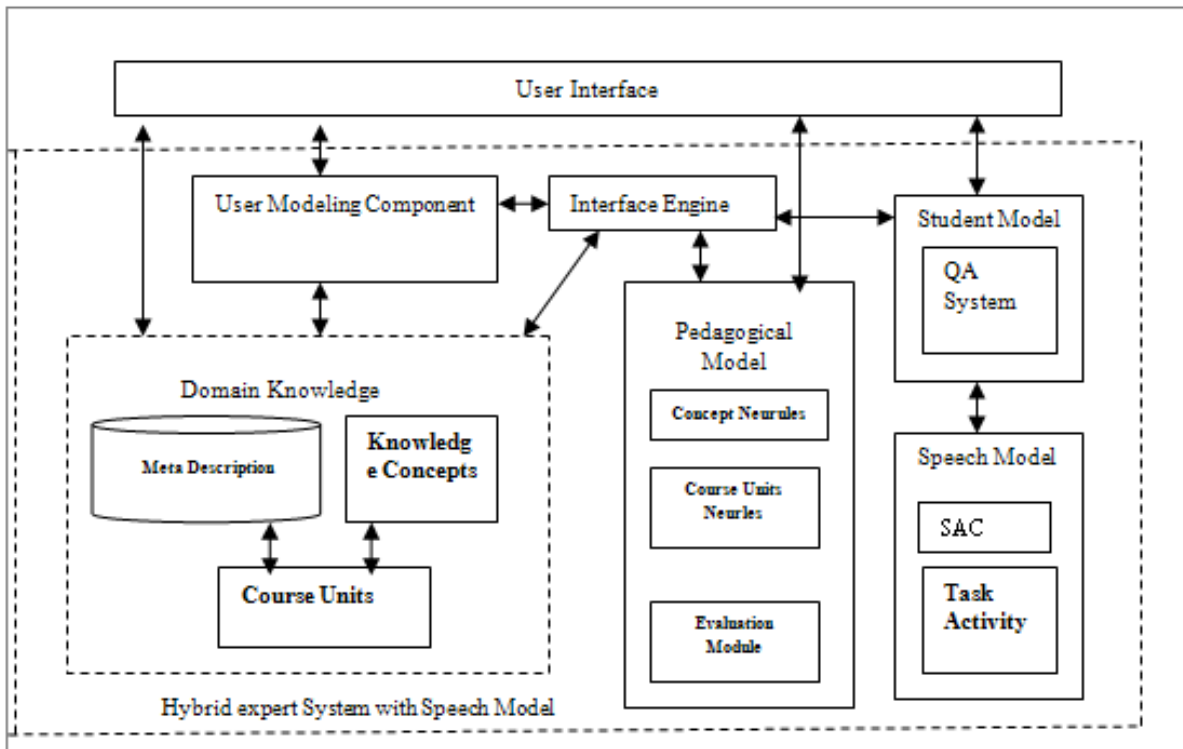 User Interface
User Modeling Component
Interface Engine
Student Model
QA
System
Pedagogical
Model
Domain Knowledge
Concept Neurules
Knowledg
e Concepts
Meta Description
Speech Model
Course Units
Neurles
SAC
Course Units
Task
Activity
Evaluation
Module
Hybrid expert System with Speech Model